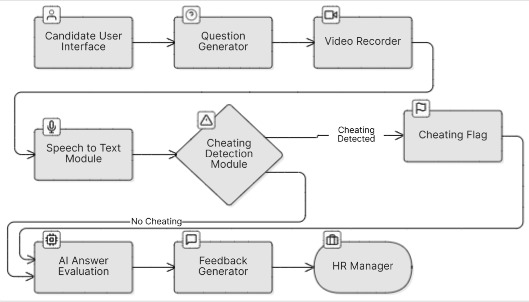 Candidate User
Interface
Question
Generator
Video Recorder
Speech to Text
Module
Cheating
Detection
Module
Cheating
Detected
Cheating Flag
No Cheating
AI Answer
Evaluation
Feedback
Generator
HR Manager